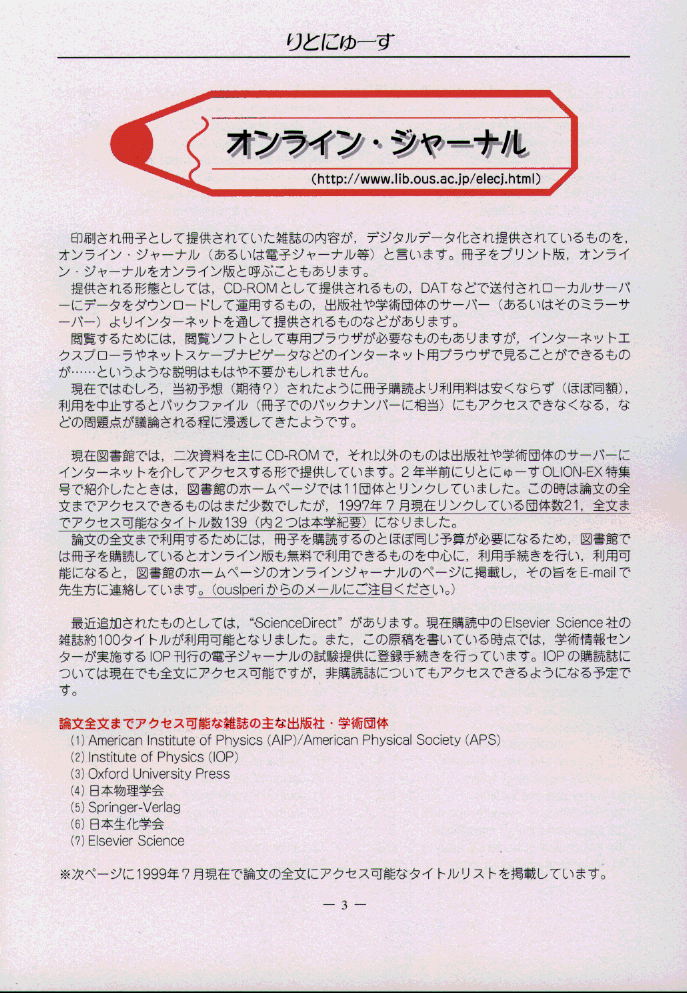 りとにゅーす
オンライン・ジャーナル
(http://www.lib.ous.ac.jp/elecj.html)
印刷され冊子として提供されていた雑誌の内容が，デジタルデータ化され提供されているものを，
オンライン・ジャーナル（あるいは電子ジャーナル等）と言います。冊子をプリント版，オンライ
ン・ジャーナルをオンライン版と呼ぶこともあります。
提供される形態としては，CD-ROMとして提供されるもの，DATなどで送付されローカルサーバ
ーにデータをダウンロードして運用するもの，出版社や学術団体のサーバー（あるいはそのミラーサ
ーバー）よりインターネットを通して提供されるものなどがあります。
閲覧するためには，閲覧ソフトとして専用ブラウザが必要なものもありますが，インターネットエ
クスプローラやネットスケープナビゲータなどのインターネット用ブラウザで見ることができるもの
が……というような説明はもはや不要かもしれません。
現在ではむしろ，当初予想（期待？）されたように冊子購読より利用料は安くならず（ほぼ同額），
利用を中止するとバックファイル（冊子でのバックナンバーに相当）にもアクセスできなくなる，な
どの問題点が議論される程に浸透してきたようです。
現在図書館では，二次資料を主にCD-ROMで，それ以外のものは出版社や学術団体のサーバーに
インターネットを介してアクセスする形で提供しています。２年半前にりとにゅーすOLION-EX特集
号で紹介したときは，図書館のホームページでは11団体とリンクしていました。この時は論文の全
文までアクセスできるものはまだ少数でしたが，1997年７月現在リンクしている団体数21，全文ま
でアクセス可能なタイトル数139（内２つは本学紀要）になりました。
論文の全文まで利用するためには，冊子を購読するのとほぼ同じ予算が必要になるため，図書館で
は冊子を購読しているとオンライン版も無料で利用できるものを中心に，利用手続きを行い，利用可
能になると，図書館のホームページのオンラインジャーナルのページに掲載し，その旨をE-mailで
先生方に連絡しています。（ouslperiからのメールにご注目ください。）
最近追加されたものとしては，“ScienceDirect”があります。現在購読中のElsevier Science社の
雑誌約100タイトルが利用可能となりました。また，この原稿を書いている時点では，学術情報セン
ターが実施するIOP刊行の電子ジャーナルの試験提供に登録手続きを行っています。IOPの購読誌に
ついては現在でも全文にアクセス可能ですが，非購読誌についてもアクセスできるようになる予定で
す。
論文全文までアクセス可能な雑誌の主な出版社・学術団体
(1) American Institute of Physics (AIP)/American Physical Society (APS)
(2) Institute of Physics (IOP)
(3) Oxford University Press
(4) 日本物理学会
(5) Springer-Verlag
(6) 日本生化学会
(7) Elsevier Science
※次ページに1999年７月現在で論文の全文にアクセス可能なタイトルリストを掲載しています。
— 3 —